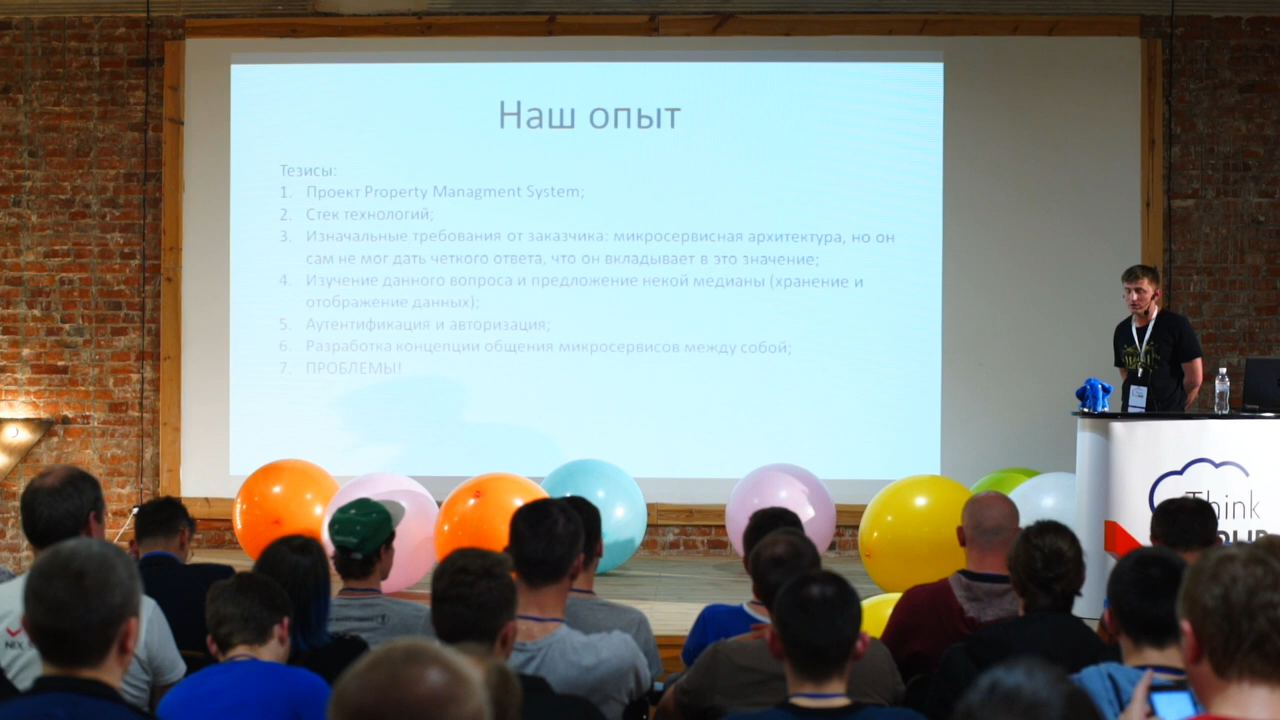 Наш опыт
Тезисы:
1. Проект Property Managment System;
2. Стек технологий;
3. Изначальные требования от заказчика: микросервисная архитектура, но он
сам не мог дать четкого ответа, что он вкладывает в это значение;
4. Изучение данного вопроса и предложение некой медианы (хранение и
отображение данных);
5. Аутентификация и авторизация;
6. Разработка концепции общения микросервисов между собой;
7. ПРОБЛЕМЫ!
Think
NIX